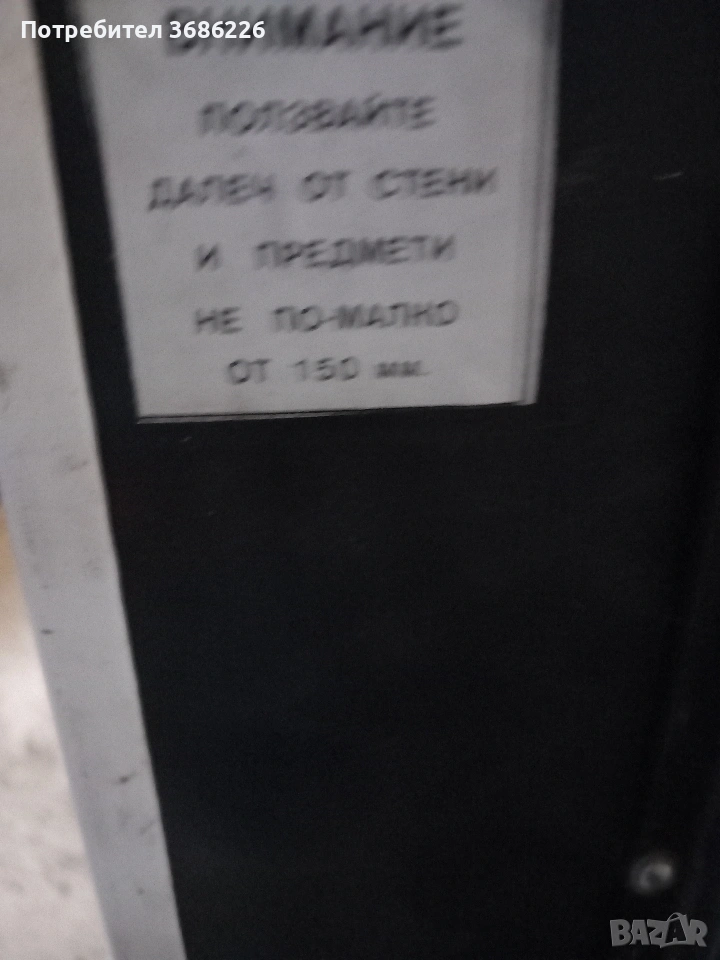 Потребител 3686226
ВНИМАНИЕ
ПОЛЗВАЙТЕ
ДАЛЕЧ ОТ СТЕНИ
И ПРЕДМЕТИ
НЕ ПО-МАЛКО
ОТ 150 мм.
BAZAR